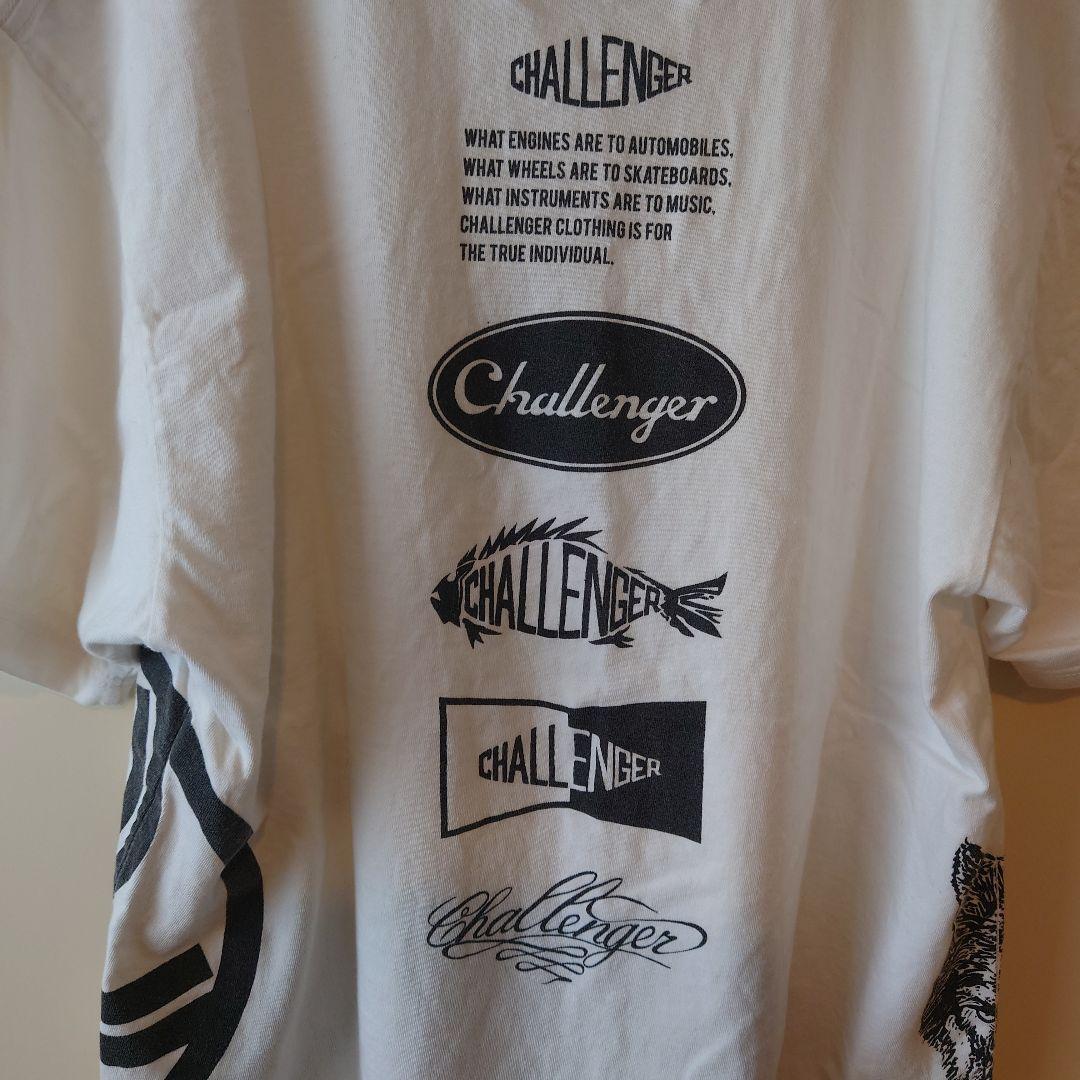 CHALLENGER
WHAT ENGINES ARE TO AUTOMOBILES,
WHAT WHEELS ARE TO SKATEBOARDS,
WHAT INSTRUMENTS ARE TO MUSIC,
CHALLENGER CLOTHING IS FOR
THE TRUE INDIVIDUAL.
Challenger
CHALLENGER
CHALLENGER
Challenger